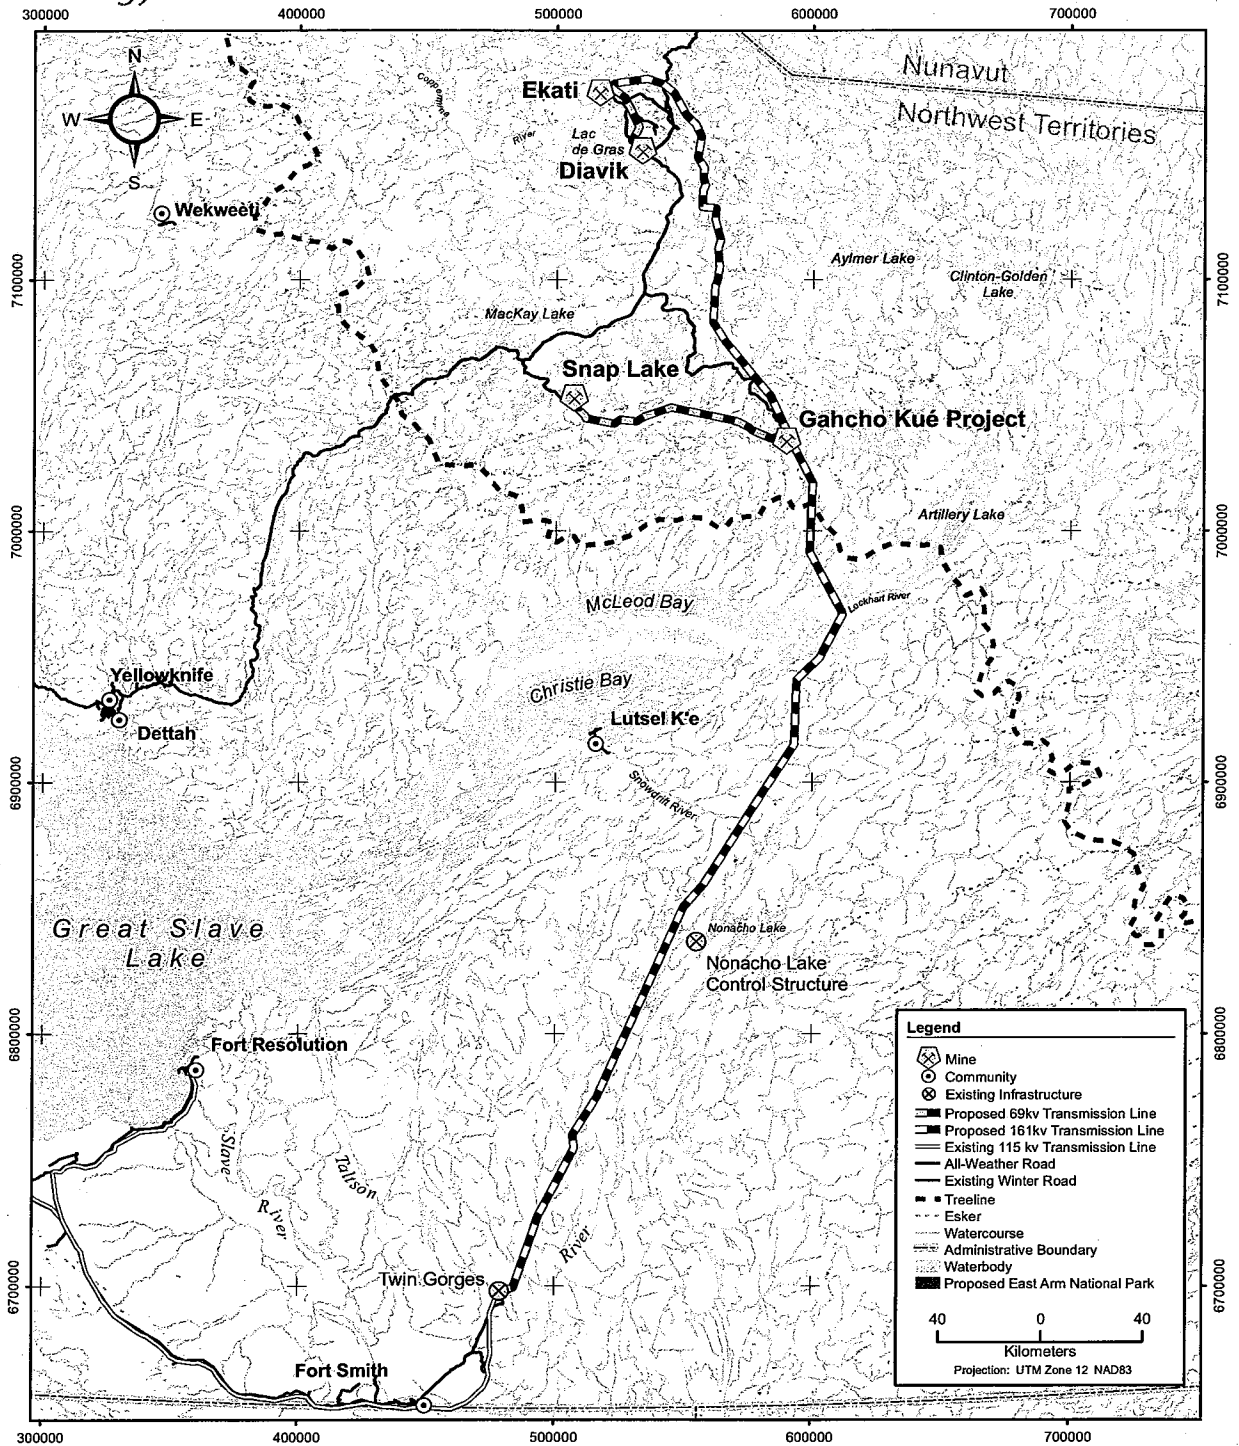 300000 400000 500000 600000 700000
N
W E
S
Nunavut
Northwest Territories
Coppermine
River
Ekati
Lac
de Gras
Diavik
Wekweèti
7100000 7100000
Aylmer Lake
Clinton-Golden
Lake
MacKay Lake
Snap Lake
Gahcho Kué Project
Artillery Lake
7000000 7000000
McLeod Bay
Lockhart River
Christie Bay
Yellowknife
Dettah
Lutsel K'e
Snowdrift River
6900000 6900000
Great Slave
Lake
Nonacho Lake
Nonacho Lake
Control Structure
6800000 6800000
Fort Resolution
Slave
River
Taltson
River
Twin Gorges
6700000 6700000
Fort Smith
Legend
Mine
Community
Existing Infrastructure
Proposed 69kv Transmission Line
Proposed 161kv Transmission Line
Existing 115 kv Transmission Line
All-Weather Road
Existing Winter Road
Treeline
Esker
Watercourse
Administrative Boundary
Waterbody
Proposed East Arm National Park
40 0 40
Kilometers
Projection: UTM Zone 12 NAD83
300000 400000 500000 600000 700000